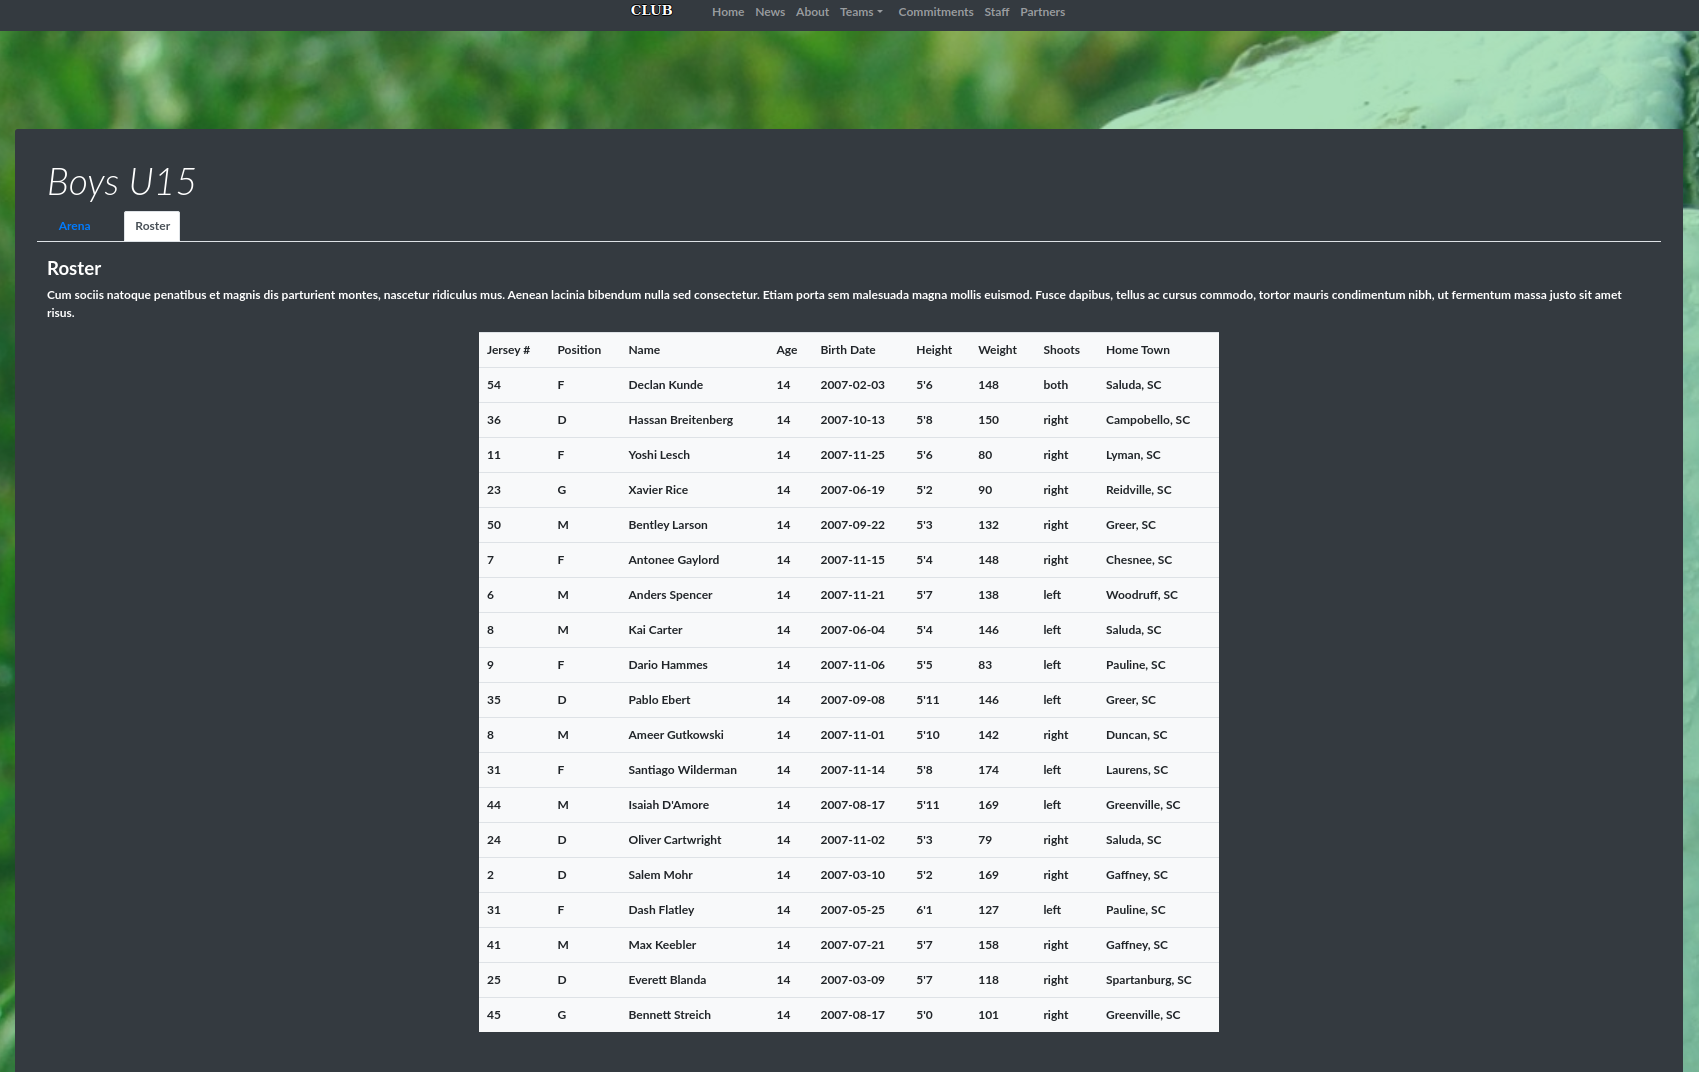 CLUB Home News About Teams Commitments Staff Partners
Boys U15
Arena Roster
Roster
Cum sociis natoque penatibus et magnis dis parturient montes, nascetur ridiculus mus. Aenean lacinia bibendum nulla sed consectetur. Etiam porta sem malesuada magna mollis euismod. Fusce dapibus, tellus ac cursus commodo, tortor mauris condimentum nibh, ut fermentum massa justo sit amet
risus.
Jersey # Position Name Age Birth Date Height Weight Shoots Home Town
54 F Declan Kunde 14 2007-02-03 5'6 148 both Saluda, SC
36 D Hassan Breitenberg 14 2007-10-13 5'8 150 right Campobello, SC
11 F Yoshi Lesch 14 2007-11-25 5'6 80 right Lyman, SC
23 G Xavier Rice 14 2007-06-19 5'2 90 right Reidville, SC
50 M Bentley Larson 14 2007-09-22 5'3 132 right Greer, SC
7 F Antonee Gaylord 14 2007-11-15 5'4 148 right Chesnee, SC
6 M Anders Spencer 14 2007-11-21 5'7 138 left Woodruff, SC
8 M Kai Carter 14 2007-06-04 5'4 146 left Saluda, SC
9 F Dario Hammes 14 2007-11-06 5'5 83 left Pauline, SC
35 D Pablo Ebert 14 2007-09-08 5'11 146 left Greer, SC
8 M Ameer Gutkowski 14 2007-11-01 5'10 142 right Duncan, SC
31 F Santiago Wilderman 14 2007-11-14 5'8 174 left Laurens, SC
44 M Isaiah D'Amore 14 2007-08-17 5'11 169 left Greenville, SC
24 D Oliver Cartwright 14 2007-11-02 5'3 79 right Saluda, SC
2 D Salem Mohr 14 2007-03-10 5'2 169 right Gaffney, SC
31 F Dash Flatley 14 2007-05-25 6'1 127 left Pauline, SC
41 M Max Keebler 14 2007-07-21 5'7 158 right Gaffney, SC
25 D Everett Blanda 14 2007-03-09 5'7 118 right Spartanburg, SC
45 G Bennett Streich 14 2007-08-17 5'0 101 right Greenville, SC